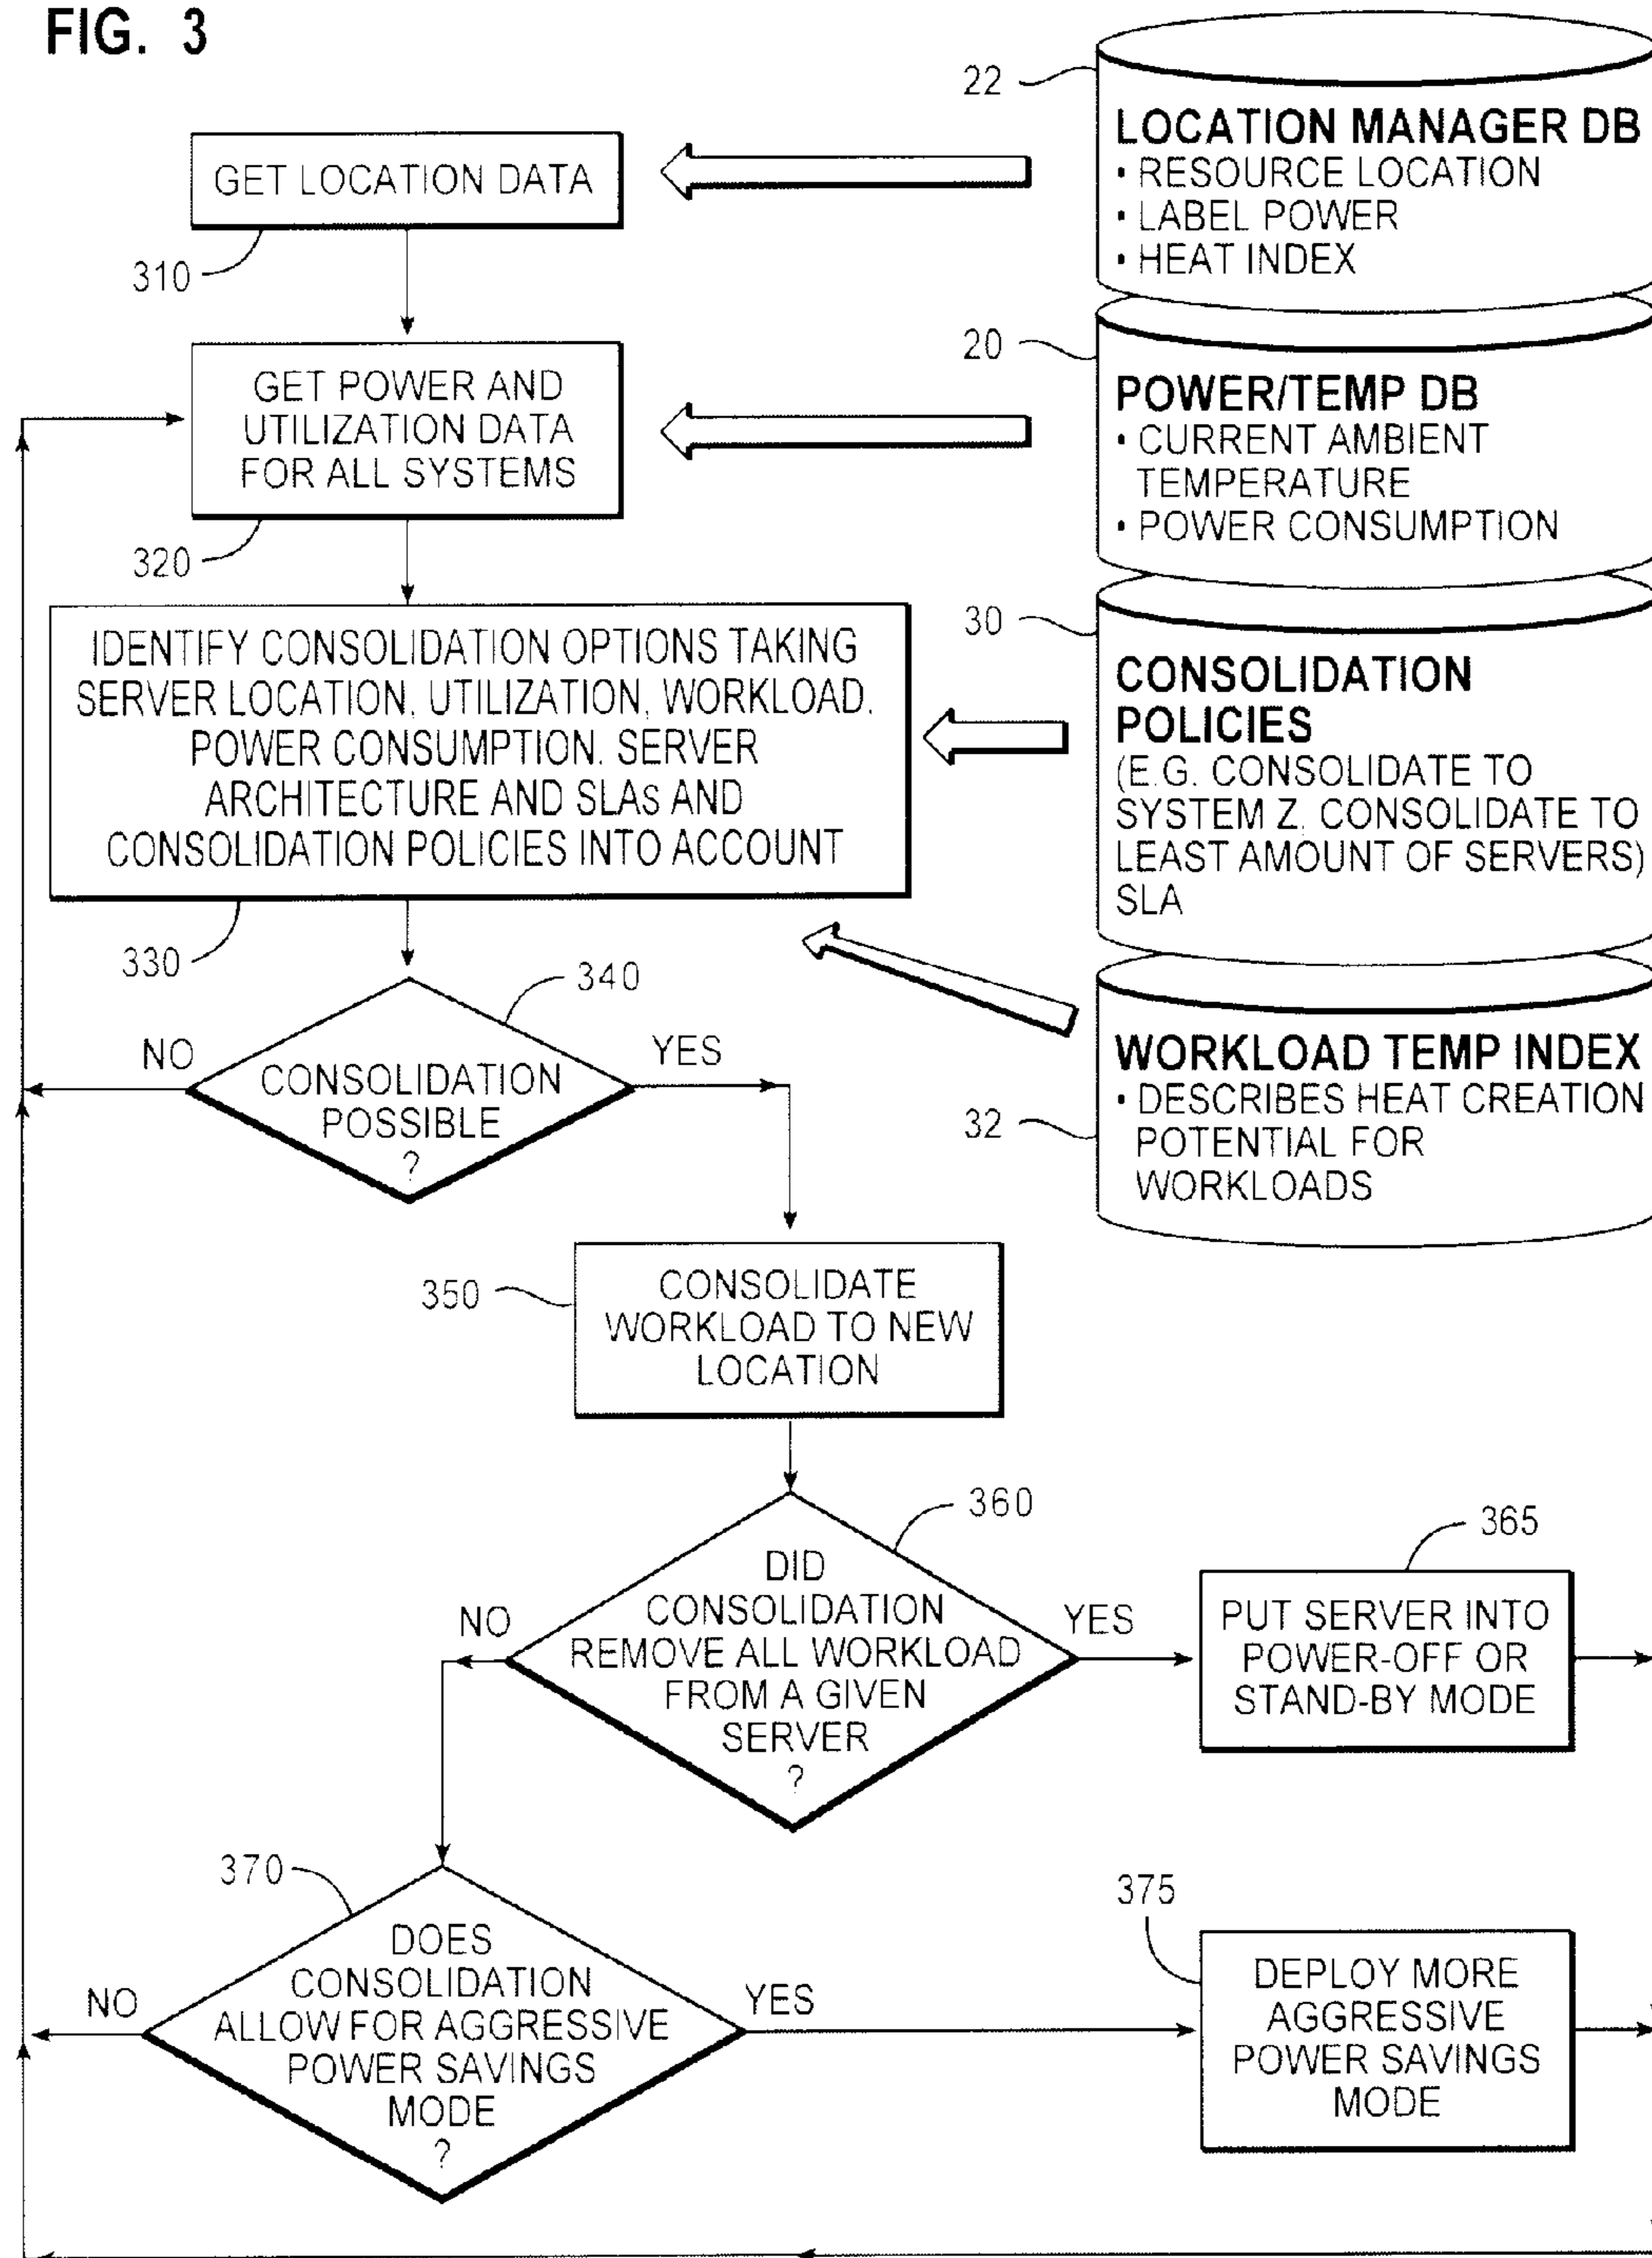 FIG. 3
22
LOCATION MANAGER DB
• RESOURCE LOCATION
• LABEL POWER
• HEAT INDEX
GET LOCATION DATA
310
20
POWER/TEMP DB
• CURRENT AMBIENT
TEMPERATURE
• POWER CONSUMPTION
GET POWER AND
UTILIZATION DATA
FOR ALL SYSTEMS
320
30
CONSOLIDATION
POLICIES
(E.G. CONSOLIDATE TO
SYSTEM Z, CONSOLIDATE TO
LEAST AMOUNT OF SERVERS)
SLA
IDENTIFY CONSOLIDATION OPTIONS TAKING
SERVER LOCATION, UTILIZATION, WORKLOAD,
POWER CONSUMPTION, SERVER
ARCHITECTURE AND SLAs AND
CONSOLIDATION POLICIES INTO ACCOUNT
330
32
WORKLOAD TEMP INDEX
• DESCRIBES HEAT CREATION
POTENTIAL FOR
WORKLOADS
340
NO
CONSOLIDATION
POSSIBLE
?
YES
350
CONSOLIDATE
WORKLOAD TO NEW
LOCATION
360
NO
DID
CONSOLIDATION
REMOVE ALL WORKLOAD
FROM A GIVEN
SERVER
?
YES
365
PUT SERVER INTO
POWER-OFF OR
STAND-BY MODE
370
NO
DOES
CONSOLIDATION
ALLOW FOR AGGRESSIVE
POWER SAVINGS
MODE
?
YES
375
DEPLOY MORE
AGGRESSIVE
POWER SAVINGS
MODE